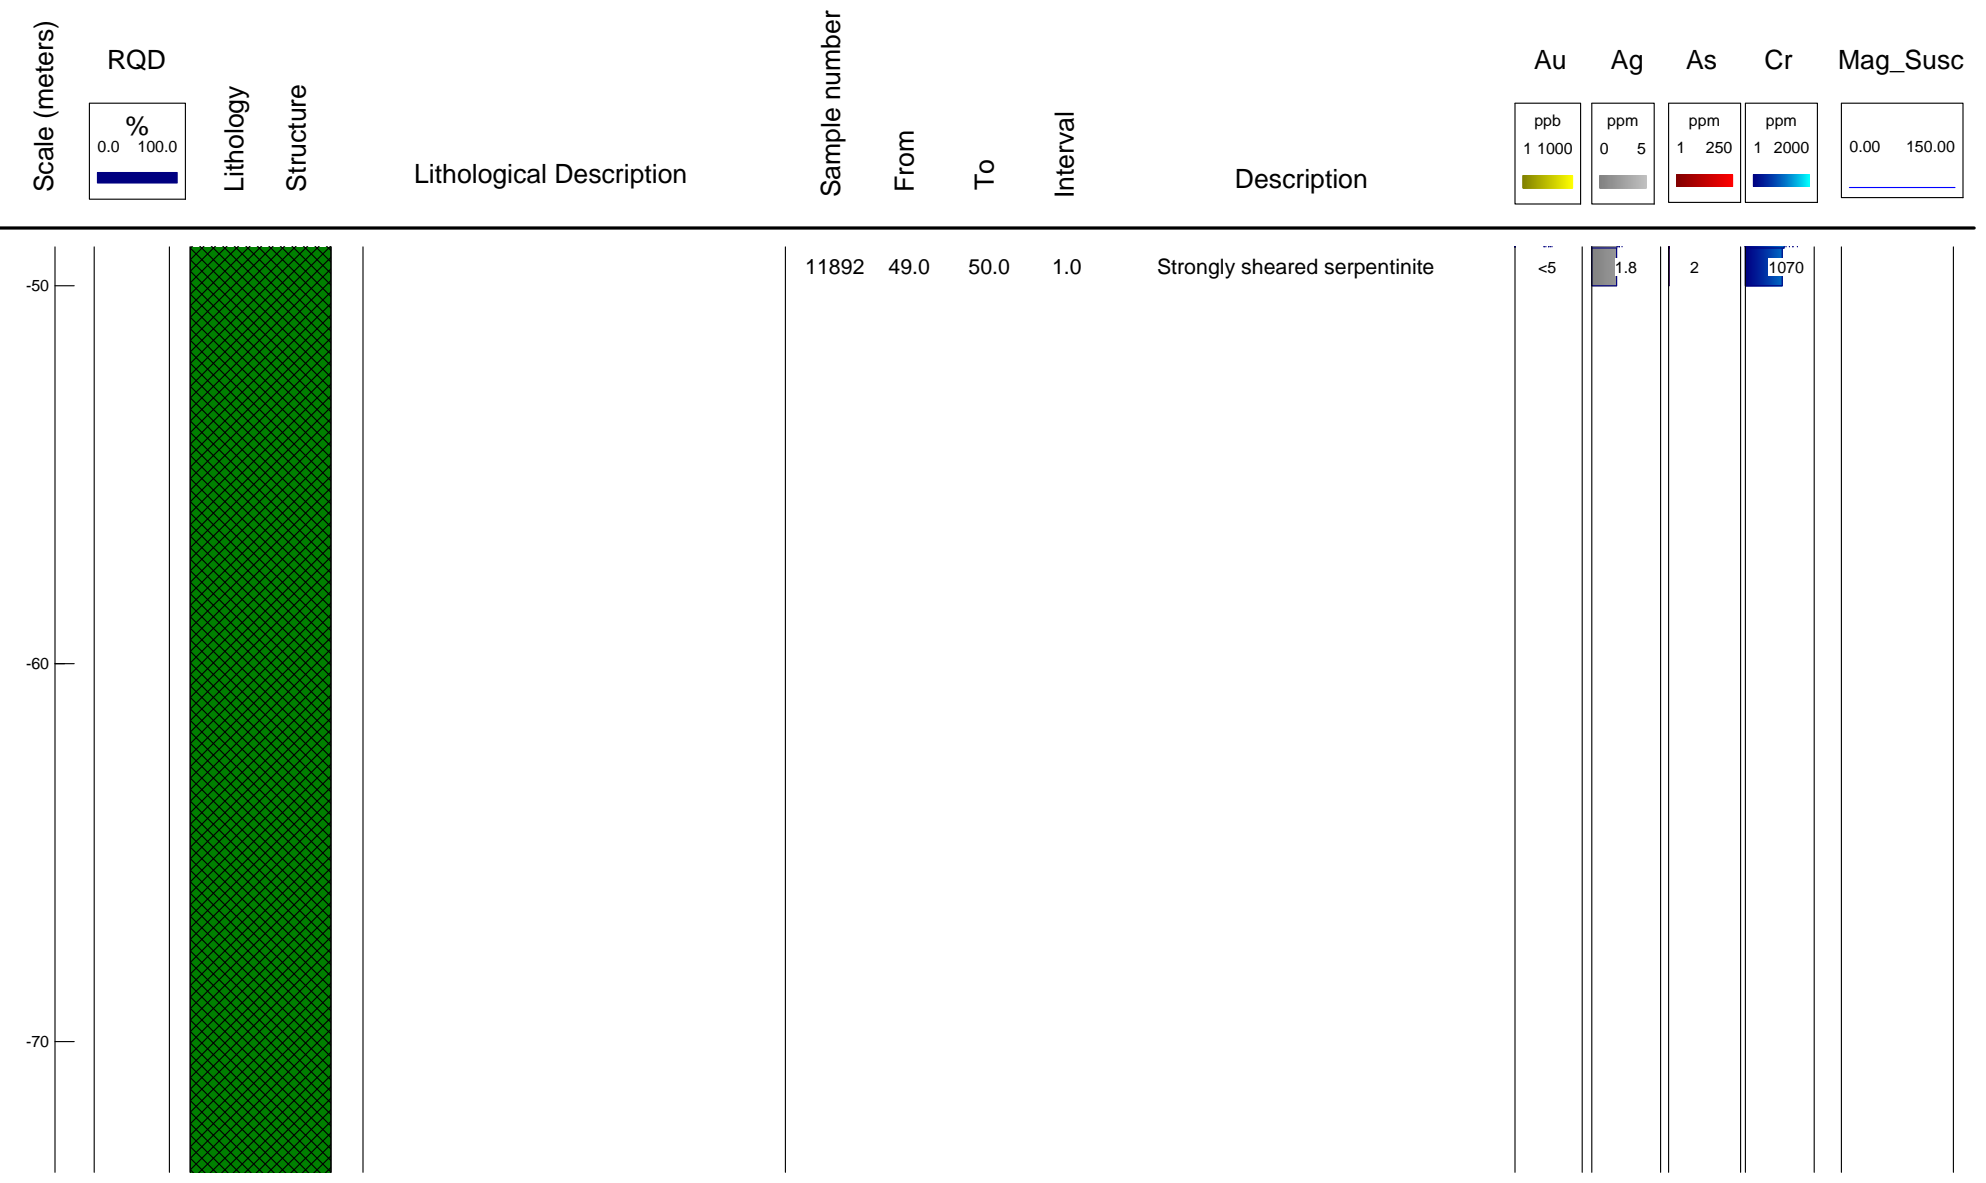 Scale (meters)
RQD
%
0.0 100.0
Lithology
Structure
Lithological Description
Sample number
From
To
Interval
Description
Au
ppb
1 1000
Ag
ppm
0 5
As
ppm
1 250
Cr
ppm
1 2000
Mag_Susc
0.00 150.00
11892 49.0 50.0 1.0 Strongly sheared serpentinite <5 1.8 2 1070
-50
-60
-70